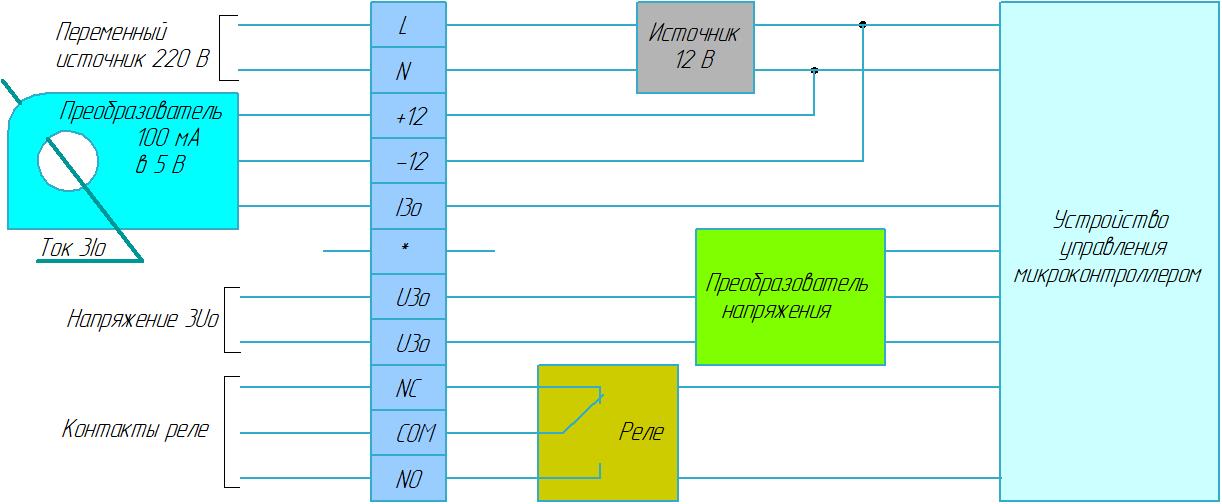 Переменный
источник 220 В
Преобразователь
100 мА
в 5 В
Ток 3Io
Напряжение 3Uo
Контакты реле
L
N
+12
-12
I3o
*
U3o
U3o
NC
COM
NO
Источник
12 В
Преобразователь
напряжения
Реле
Устройство
управления
микроконтроллером